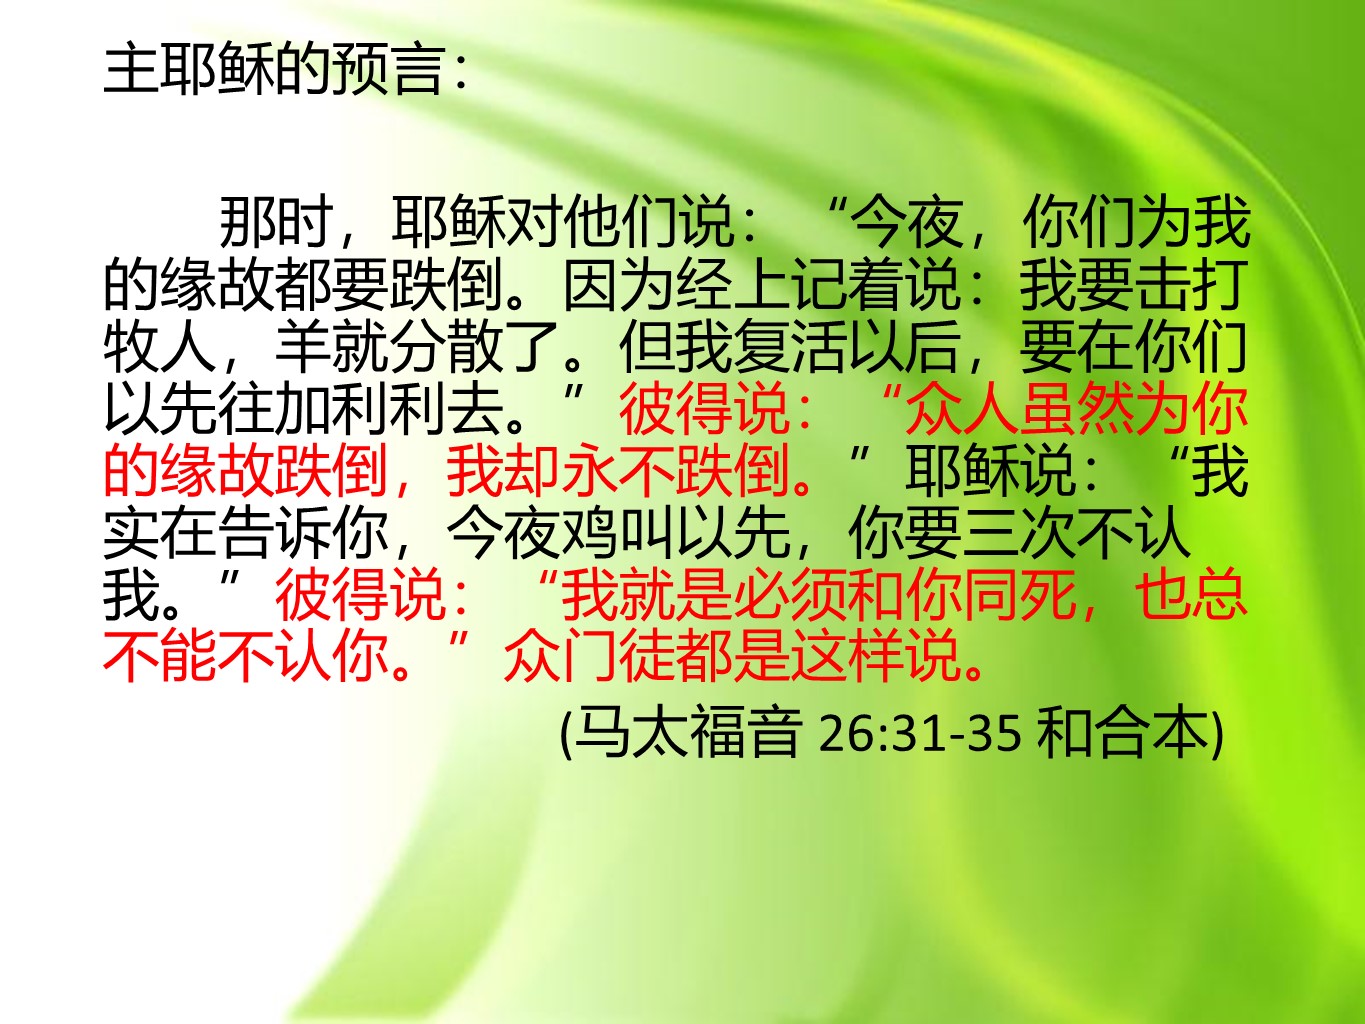 主耶稣的预言：
那时，耶稣对他们说：“今夜，你们为我
的缘故都要跌倒。因为经上记着说：我要击打
牧人，羊就分散了。但我复活以后，要在你们
以先往加利利去。”彼得说：“众人虽然为你
的缘故跌倒，我却永不跌倒。”耶稣说：“我
实在告诉你，今夜鸡叫以先，你要三次不认
我。”彼得说：“我就是必须和你同死，也总
不能不认你。”众门徒都是这样说。
(马太福音 26:31-35 和合本)